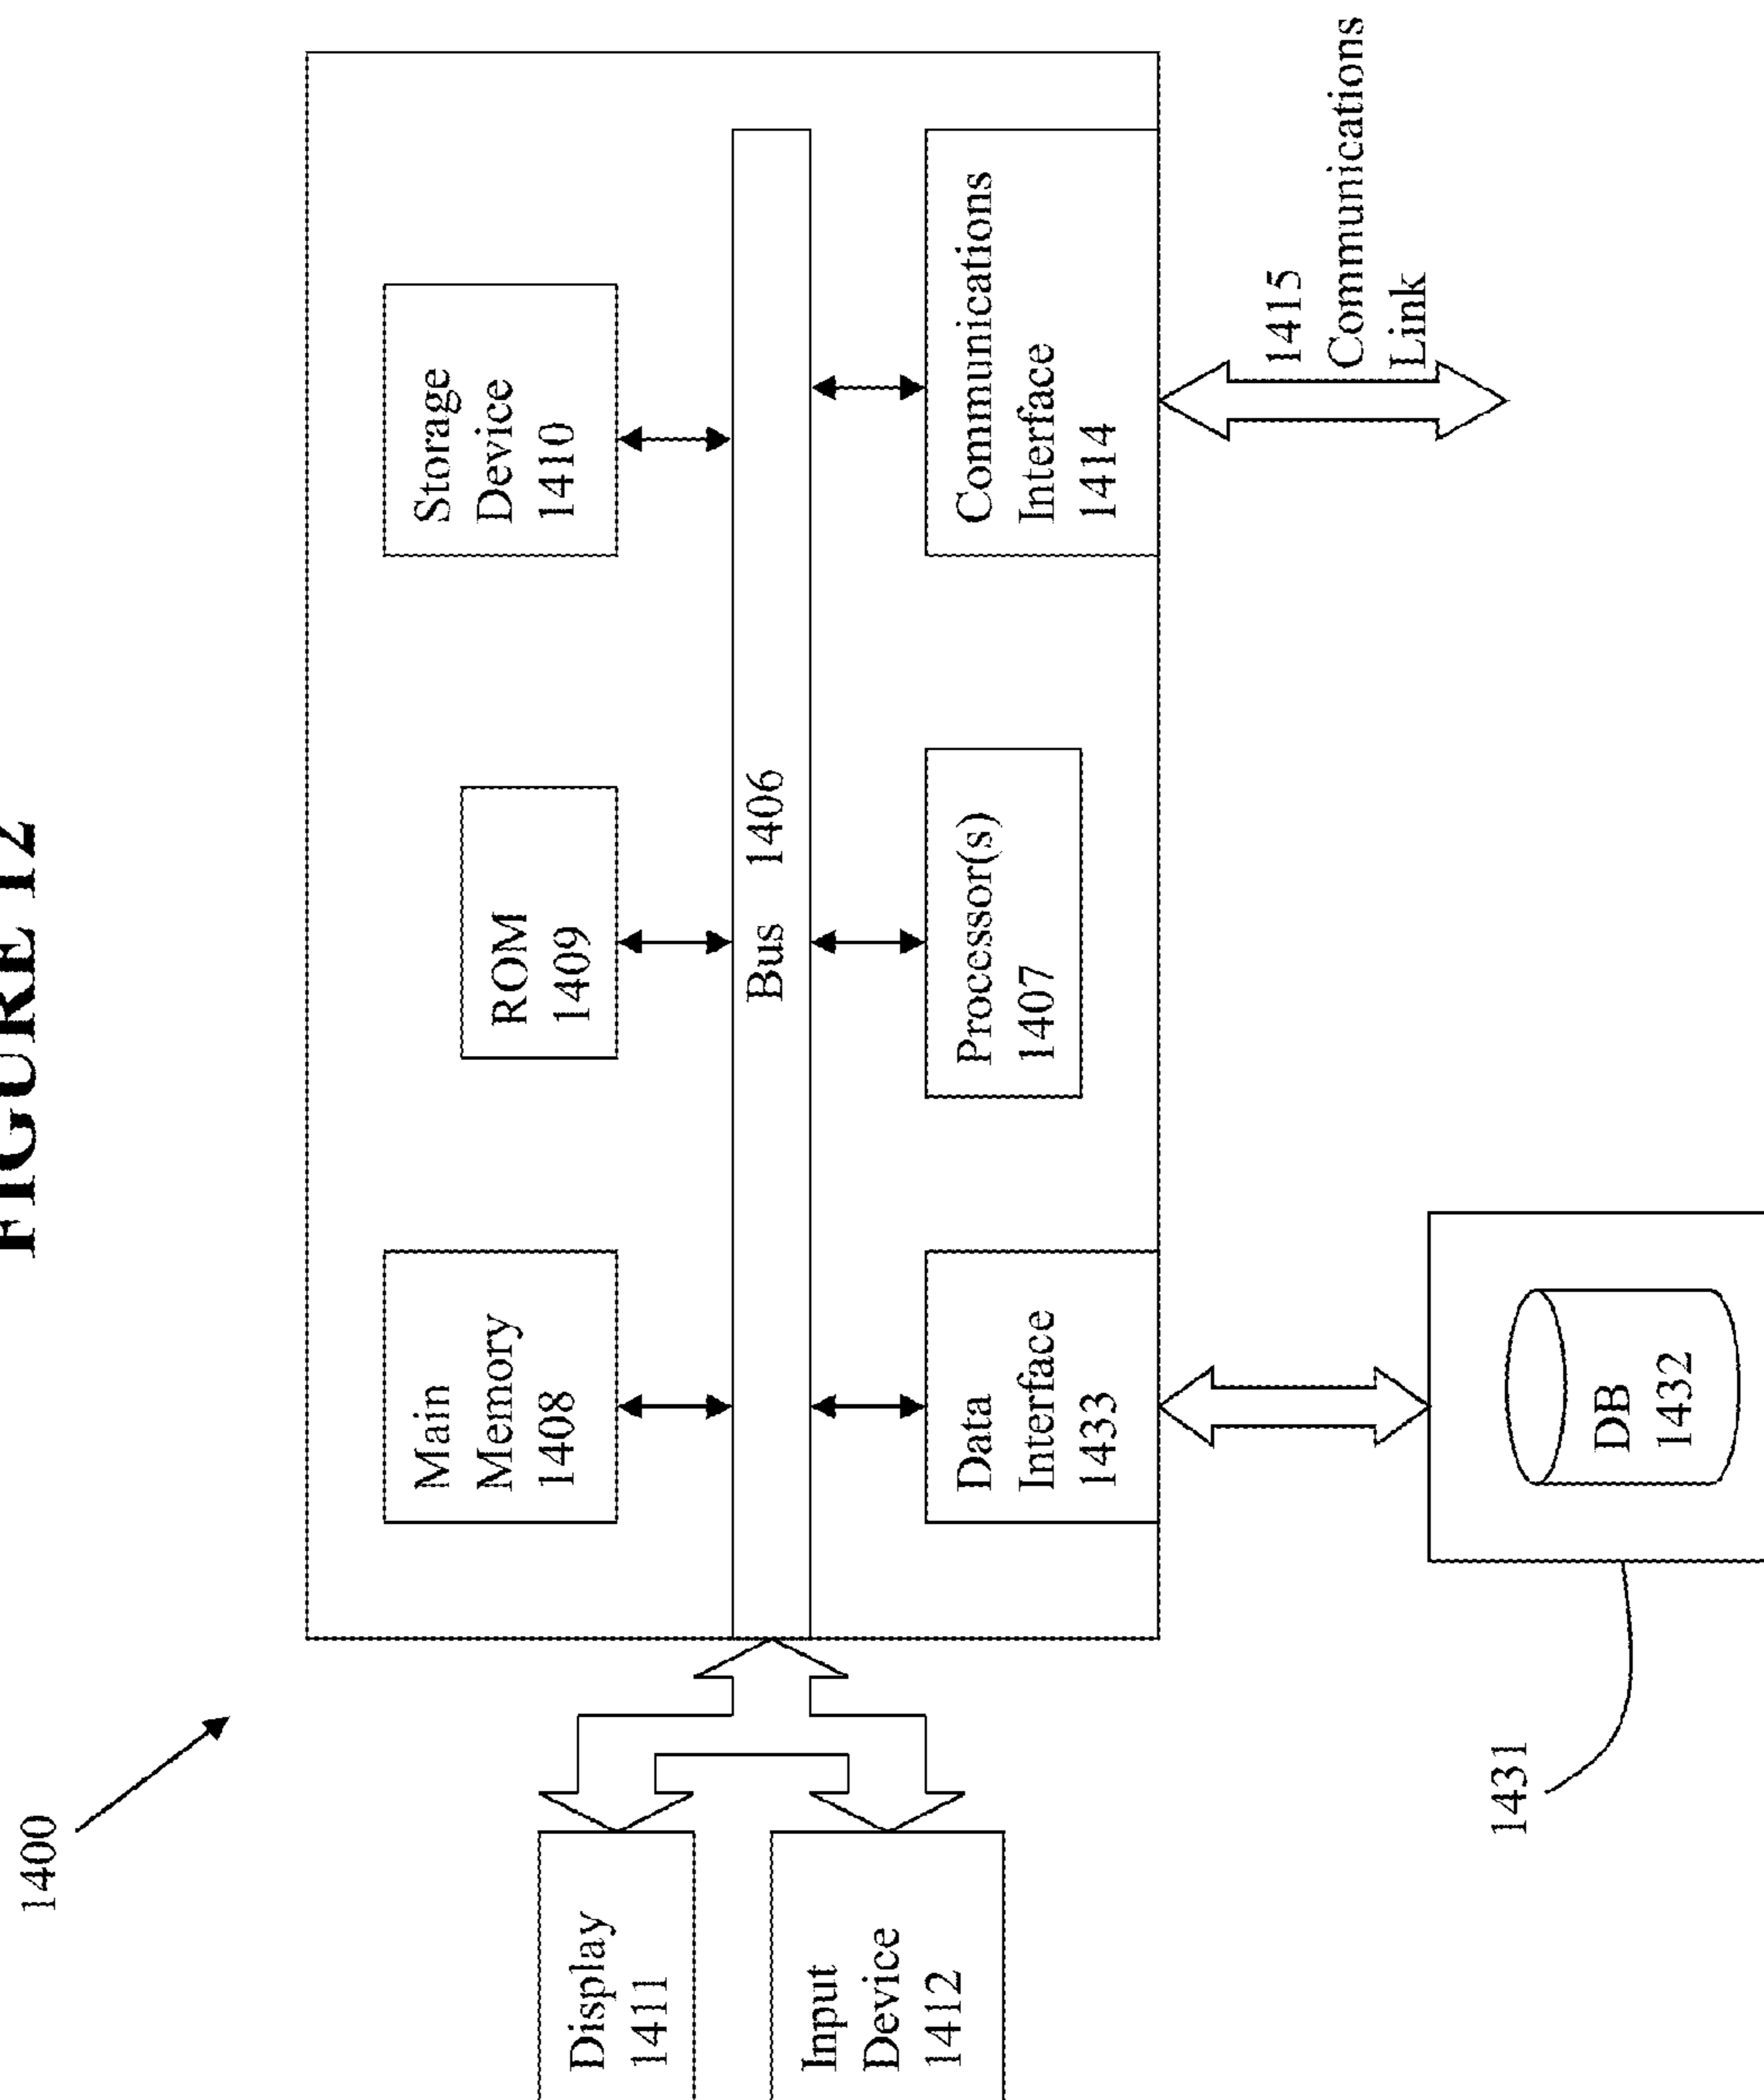 FIGURE 12
1400
Main
Memory
1408
ROM
1409
Storage
Device
1410
Display
1411
Bus 1406
Input
Device
1412
Data
Interface
1433
Processor(s)
1407
Communications
Interface
1414
1415
Communications
Link
1431
DB
1432